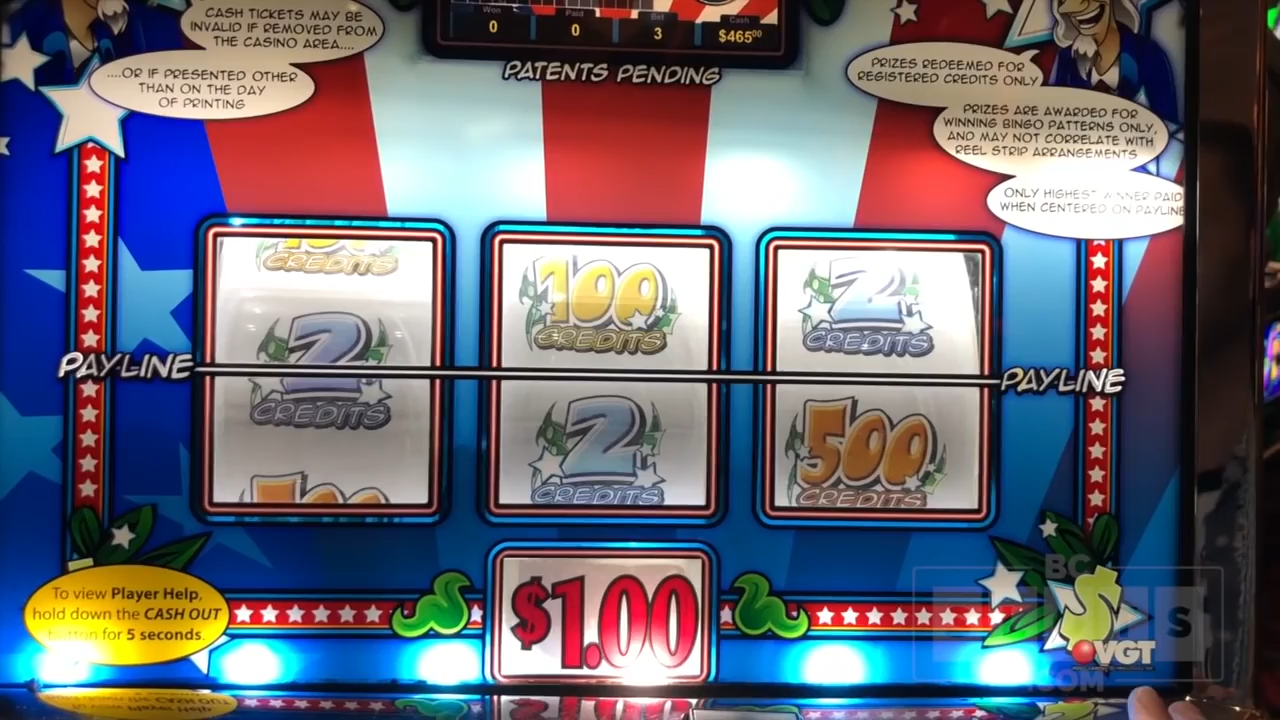 CASH TICKETS MAY BE
INVALID IF REMOVED FROM
THE CASINO AREA....
....OR IF PRESENTED OTHER
THAN ON THE DAY
OF PRINTING
Won Paid Bet Cash
0 0 3 $46500
PATENTS PENDING
PRIZES REDEEMED FOR
REGISTERED CREDITS ONLY
PRIZES ARE AWARDED FOR
WINNING BINGO PATTERNS ONLY,
AND MAY NOT CORRELATE WITH
REEL STRIP ARRANGEMENTS
ONLY HIGHEST WINNER PAID
WHEN CENTERED ON PAYLINE
CREDITS
2
CREDITS
100
CREDITS
2
CREDITS
2
CREDITS
500
CREDITS
PAYLINE
PAYLINE
$1.00
To view Player Help,
hold down the CASH OUT
button for 5 seconds.
BC
S
.COM
$
VGT